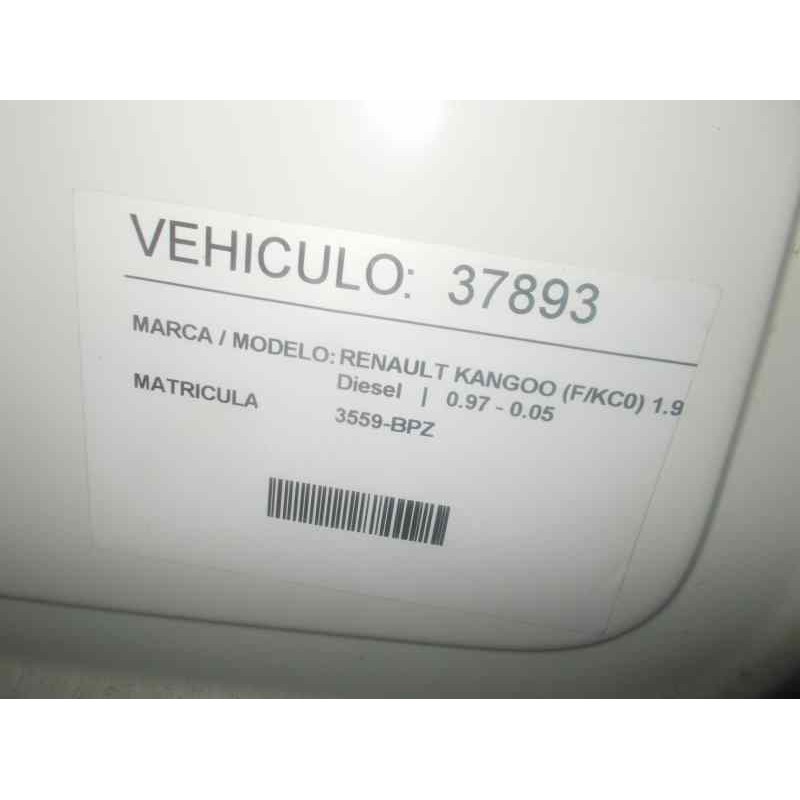 VEHICULO: 37893
MARCA / MODELO: RENAULT KANGOO (F/KC0) 1.9
Diesel | 0.97 - 0.05
MATRICULA 3559-BPZ